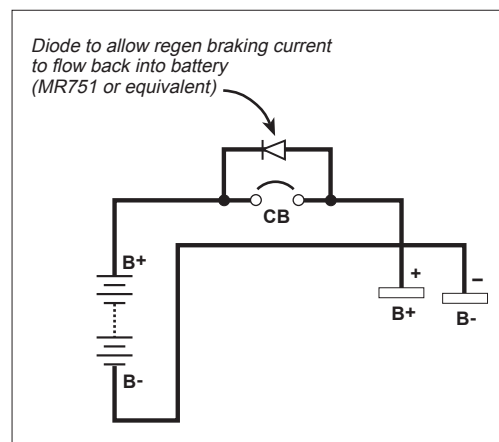 Diode to allow regen braking current
to flow back into battery
(MR751 or equivalent)
CB
B+
+
–
B+
B-
B-